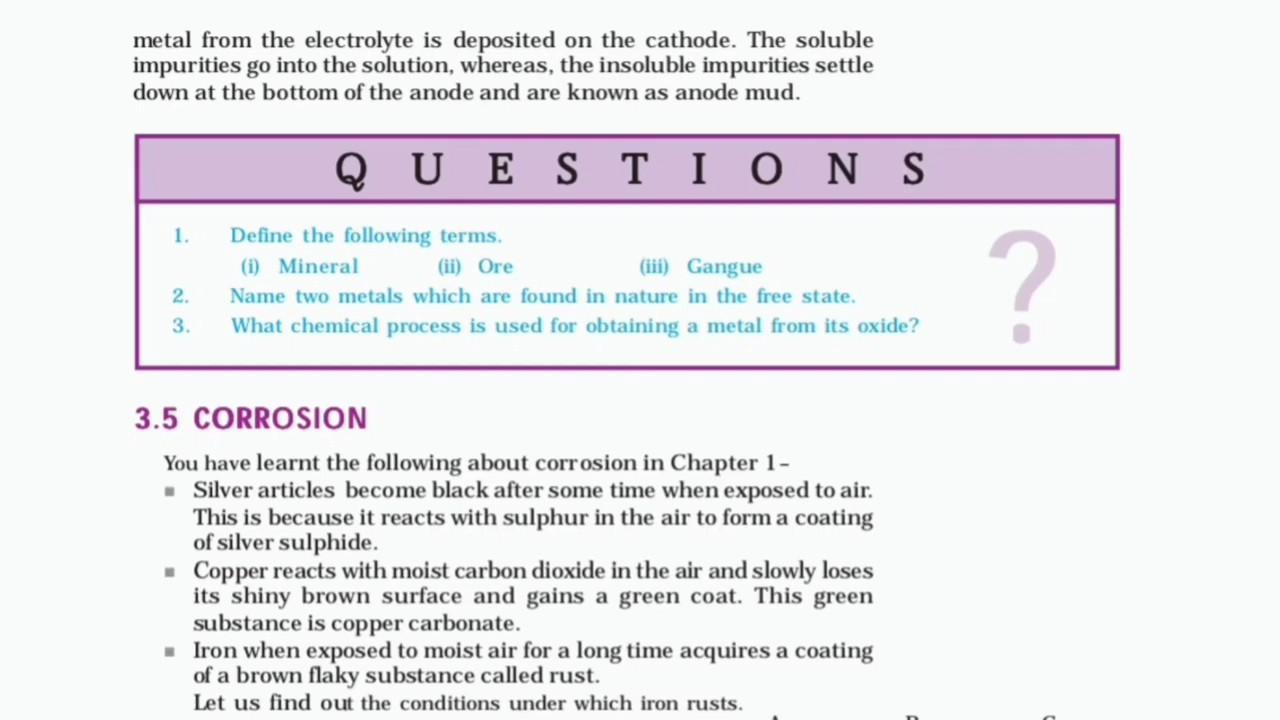 metal from the electrolyte is deposited on the cathode. The soluble
impurities go into the solution, whereas, the insoluble impurities settle
down at the bottom of the anode and are known as anode mud.
QUESTIONS
1. Define the following terms.
(i) Mineral (ii) Ore (iii) Gangue
2. Name two metals which are found in nature in the free state.
3. What chemical process is used for obtaining a metal from its oxide?
?
3.5 CORROSION
You have learnt the following about corrosion in Chapter 1 –
■ Silver articles become black after some time when exposed to air.
This is because it reacts with sulphur in the air to form a coating
of silver sulphide.
■ Copper reacts with moist carbon dioxide in the air and slowly loses
its shiny brown surface and gains a green coat. This green
substance is copper carbonate.
■ Iron when exposed to moist air for a long time acquires a coating
of a brown flaky substance called rust.
Let us find out the conditions under which iron rusts.